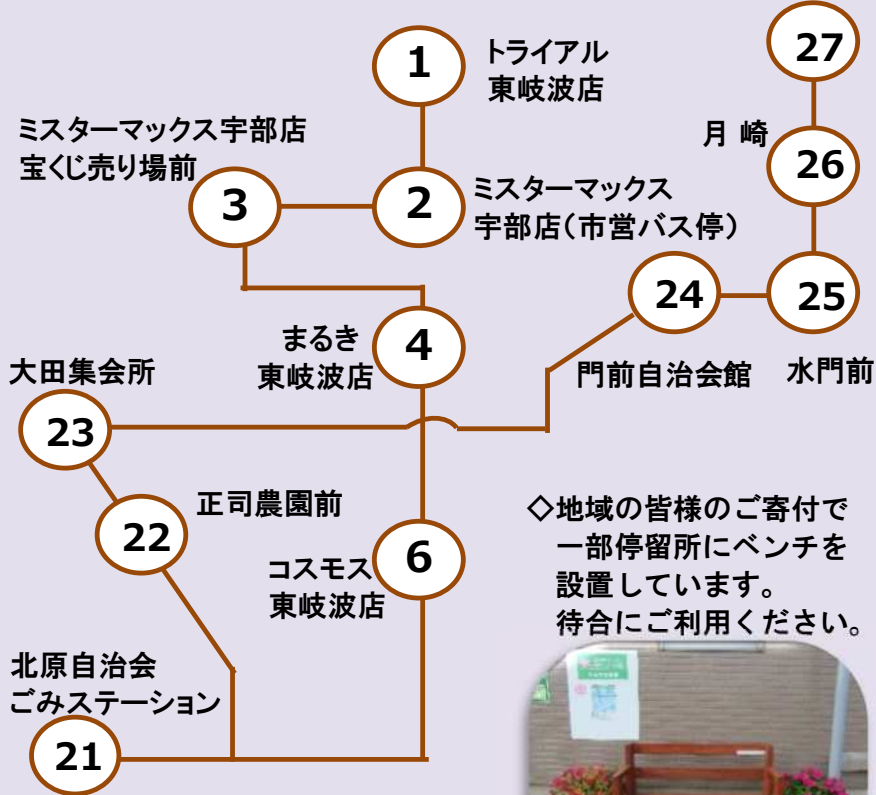 1
トライアル
東岐波店
27
ミスターマックス宇部店
宝くじ売り場前
月 崎
26
3
2
ミスターマックス
宇部店(市営バス停)
24
25
まるき
東岐波店
4
大田集会所
門前自治会館
水門前
23
正司農園前
22
コスモス
東岐波店
6
◇地域の皆様のご寄付で
一部停留所にベンチを
設置しています。
待合にご利用ください。
北原自治会
ごみステーション
21